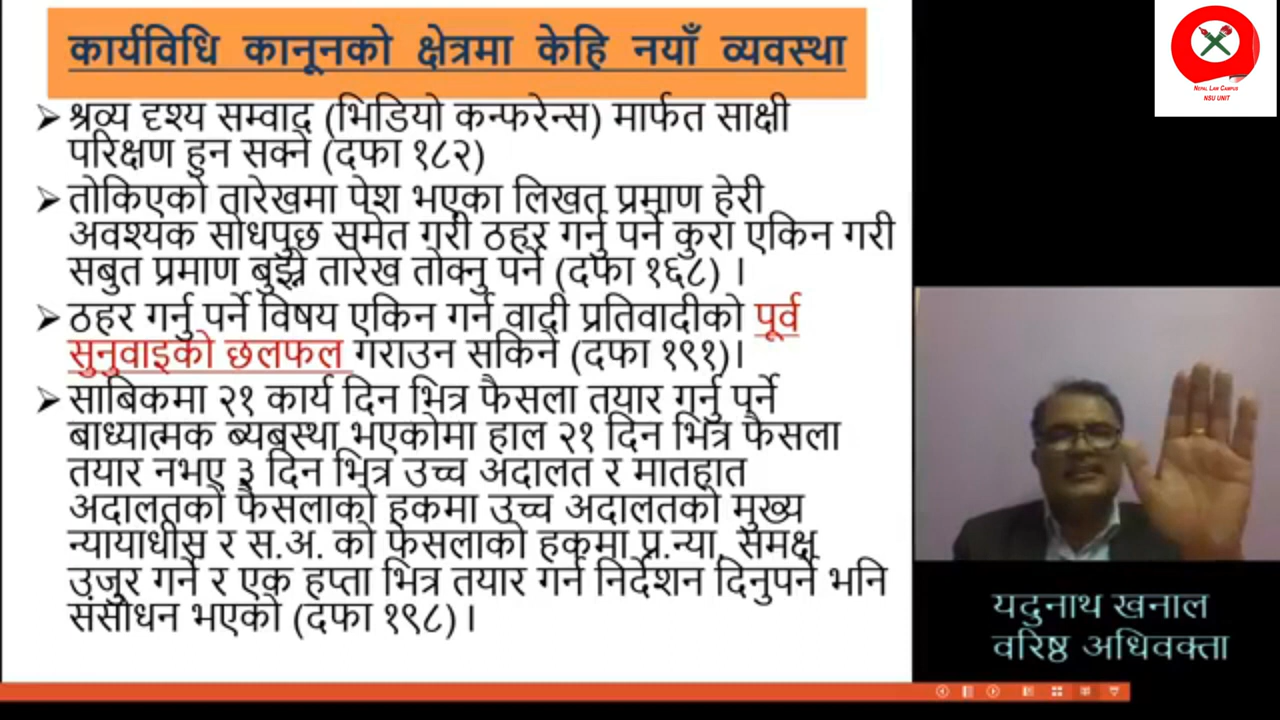 कार्यविधि कानूनको क्षेत्रमा केहि नयाँ व्यवस्था
श्रव्य दृश्य सम्वाद (भिडियो कन्फरेन्स) मार्फत साक्षी
परिक्षण हुन सक्ने (दफा १८२)
तोकिएको तारेखमा पेश भएका लिखत प्रमाण हेरी
अवश्यक सोधपुछ समेत गरी ठहर गर्नु पर्ने कुरा एकिन गरी
सबुत प्रमाण बुझ्ने तारेख तोक्नु पर्ने (दफा १६८) ।
ठहर गर्नु पर्ने विषय एकिन गर्न वादी प्रतिवादीको पूर्व
सुनुवाइको छलफल गराउन सकिने (दफा १९१)।
साबिकमा २१ कार्य दिन भित्र फैसला तयार गर्नु पर्ने
बाध्यात्मक ब्यबस्था भएकोमा हाल २१ दिन भित्र फैसला
तयार नभए ३ दिन भित्र उच्च अदालत र मातहात
अदालतको फैसलाको हकमा उच्च अदालतको मुख्य
न्यायाधीस र स.अ. को फेसलाको हकमा प्र.न्या. समक्ष
उजुर गर्ने र एक हप्ता भित्र तयार गर्न निर्देशन दिनुपर्ने भनि
संसोधन भएको (दफा १९८) ।
NEPAL LAW CAMPUS
NSU UNIT
यदुनाथ खनाल
वरिष्ठ अधिवक्ता